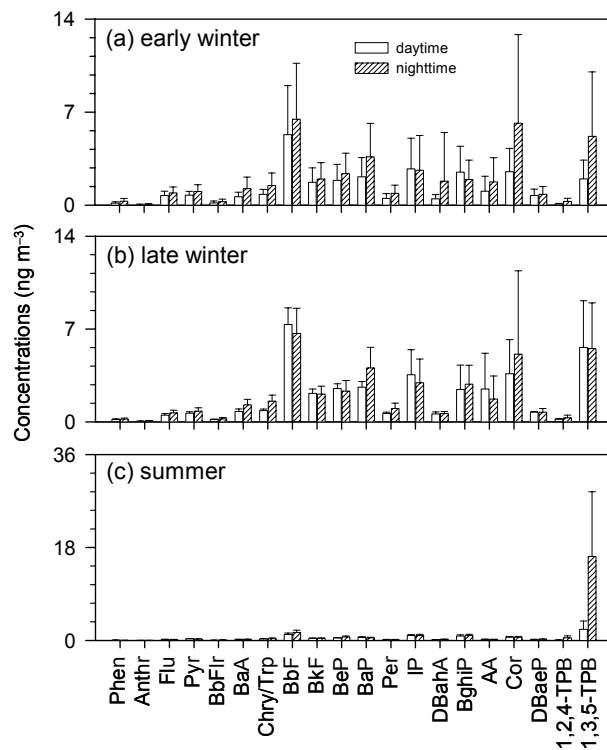 14
(a) early winter
daytime
nighttime
7
0
14
(b) late winter
7
0
Concentrations (ng m⁻³)
36
(c) summer
18
0
Phen
Anthr
Flu
Pyr
BbFlr
BaA
Chry/Trp
BbF
BkF
BeP
BaP
Per
IP
DBahA
BghiP
AA
Cor
DBaeP
1,2,4-TPB
1,3,5-TPB